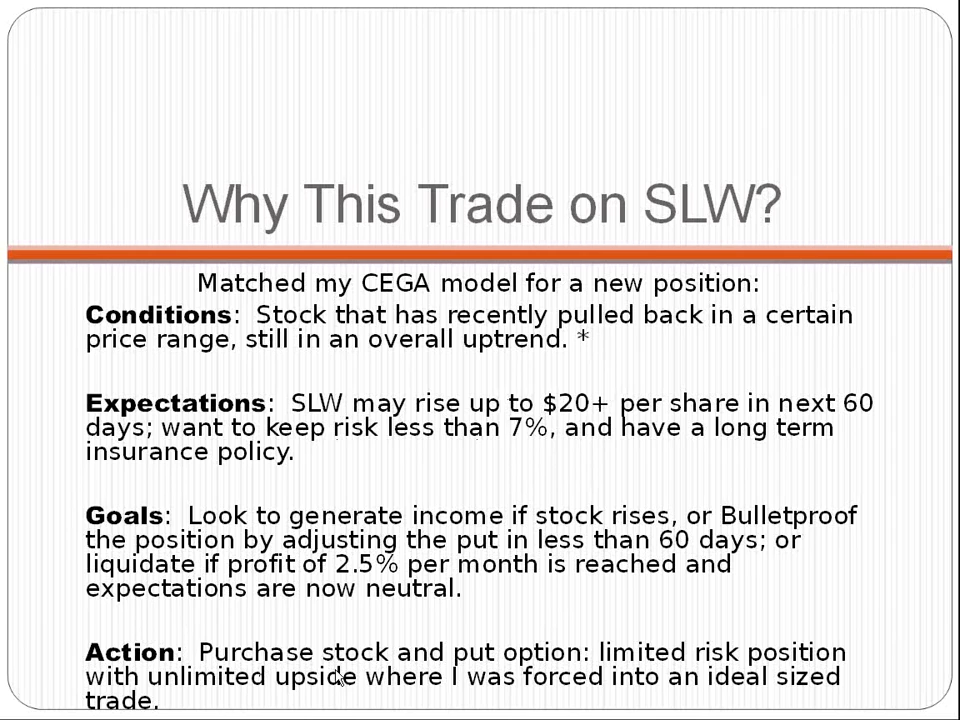 Why This Trade on SLW?
Matched my CEGA model for a new position:
Conditions:  Stock that has recently pulled back in a certain
price range, still in an overall uptrend. *
Expectations:  SLW may rise up to $20+ per share in next 60
days; want to keep risk less than 7%, and have a long term
insurance policy.
Goals:  Look to generate income if stock rises, or Bulletproof
the position by adjusting the put in less than 60 days; or
liquidate if profit of 2.5% per month is reached and
expectations are now neutral.
Action:  Purchase stock and put option: limited risk position
with unlimited upside where I was forced into an ideal sized
trade.